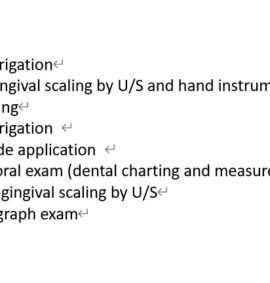 rigation
ngival scaling by U/S and hand instrum
ng
rigation
de application
oral exam (dental charting and measure
-gingival scaling by U/S
graph exam